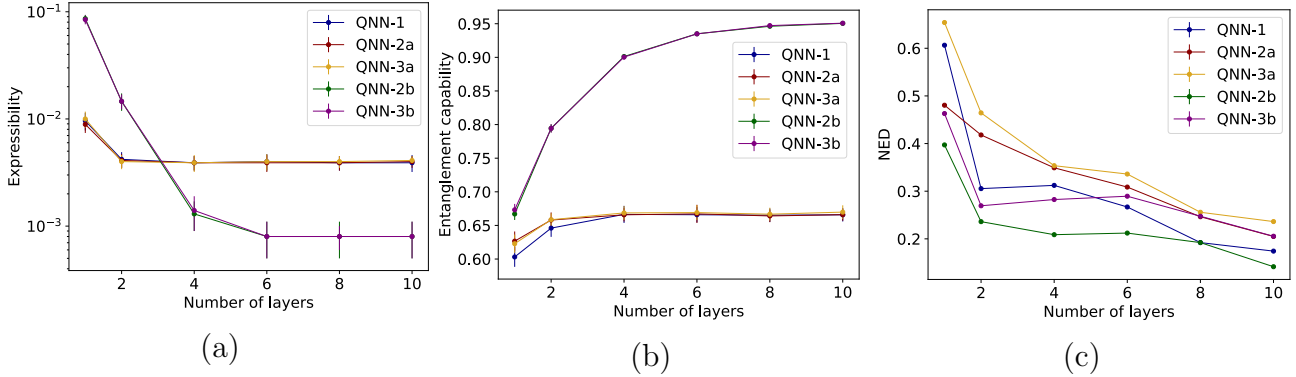 10⁻¹
10⁻²
10⁻³
Expressibility
QNN-1
QNN-2a
QNN-3a
QNN-2b
QNN-3b
2 4 6 8 10
Number of layers
(a)
0.95
0.90
0.85
0.80
0.75
0.70
0.65
0.60
Entanglement capability
QNN-1
QNN-2a
QNN-3a
QNN-2b
QNN-3b
2 4 6 8 10
Number of layers
(b)
0.6
0.5
0.4
0.3
0.2
NED
QNN-1
QNN-2a
QNN-3a
QNN-2b
QNN-3b
2 4 6 8 10
Number of layers
(c)